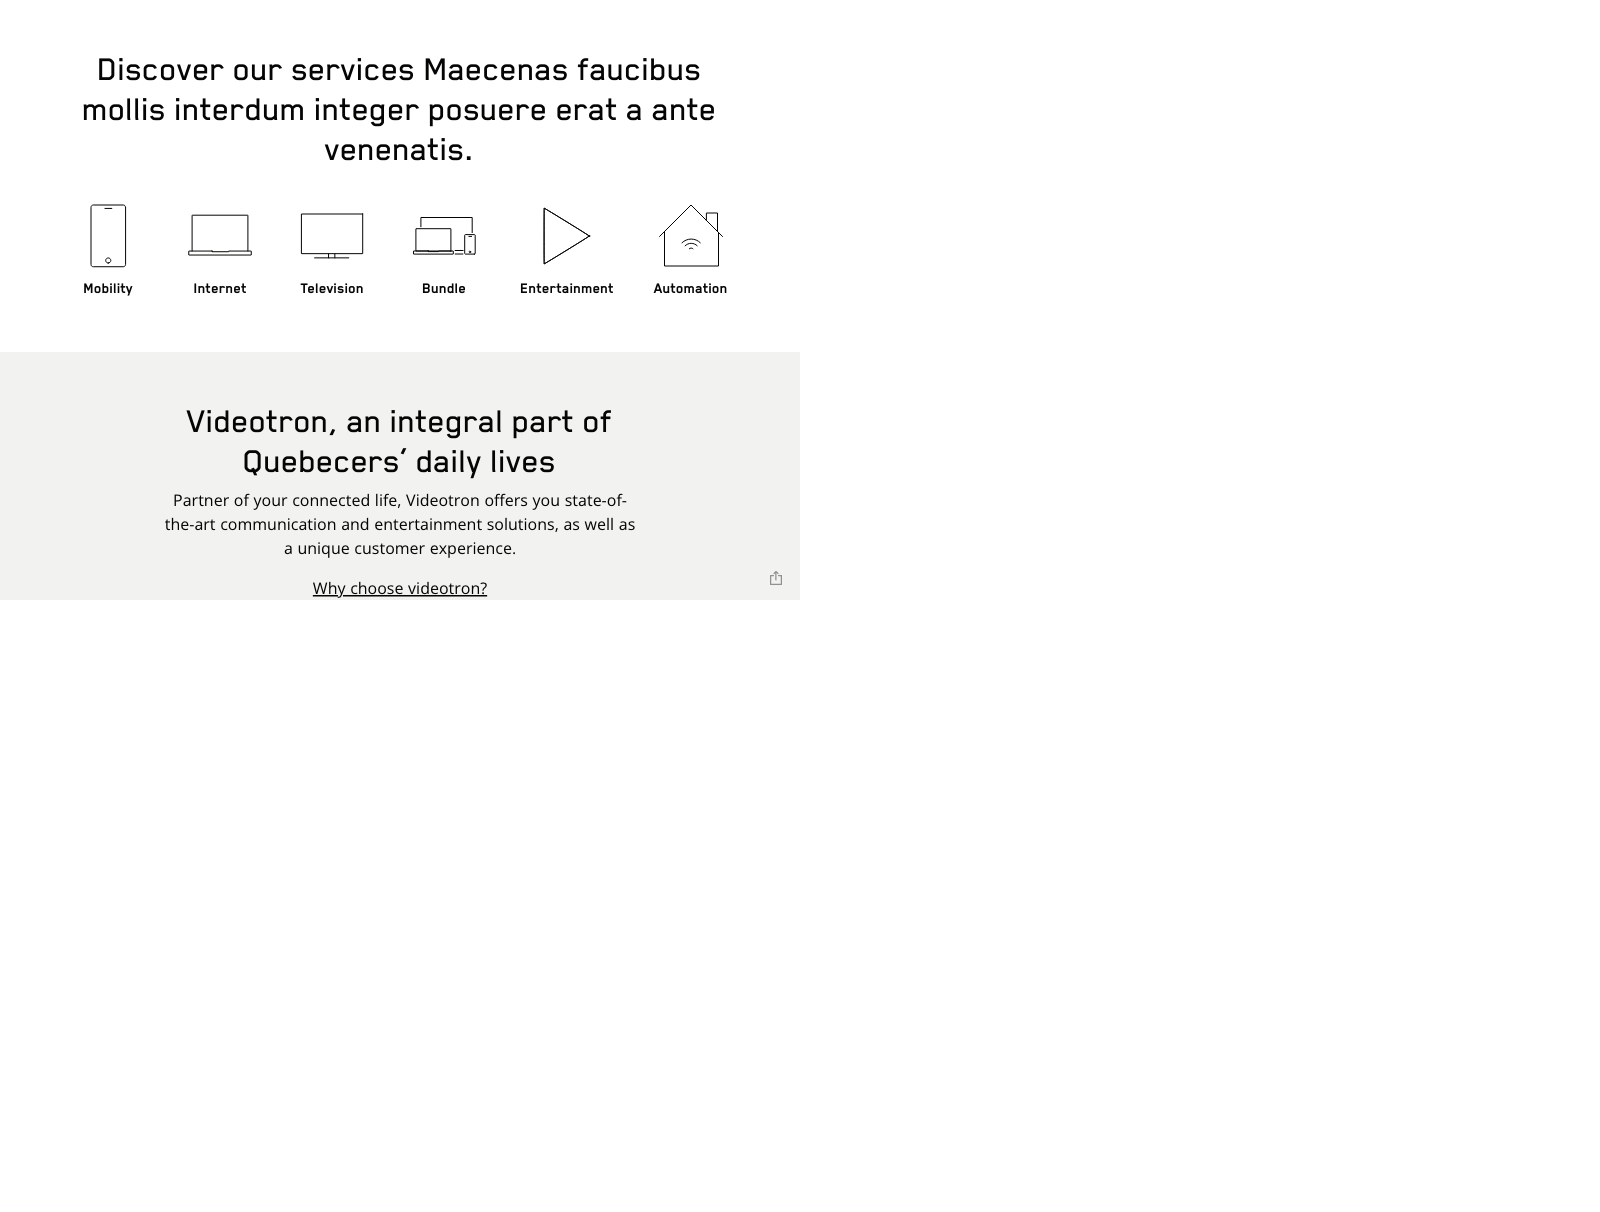 Discover our services Maecenas faucibus
mollis interdum integer posuere erat a ante
venenatis.
Mobility
Internet
Television
Bundle
Entertainment
Automation
Videotron, an integral part of
Quebecers’ daily lives
Partner of your connected life, Videotron offers you state-of-
the-art communication and entertainment solutions, as well as
a unique customer experience.
Why choose videotron?